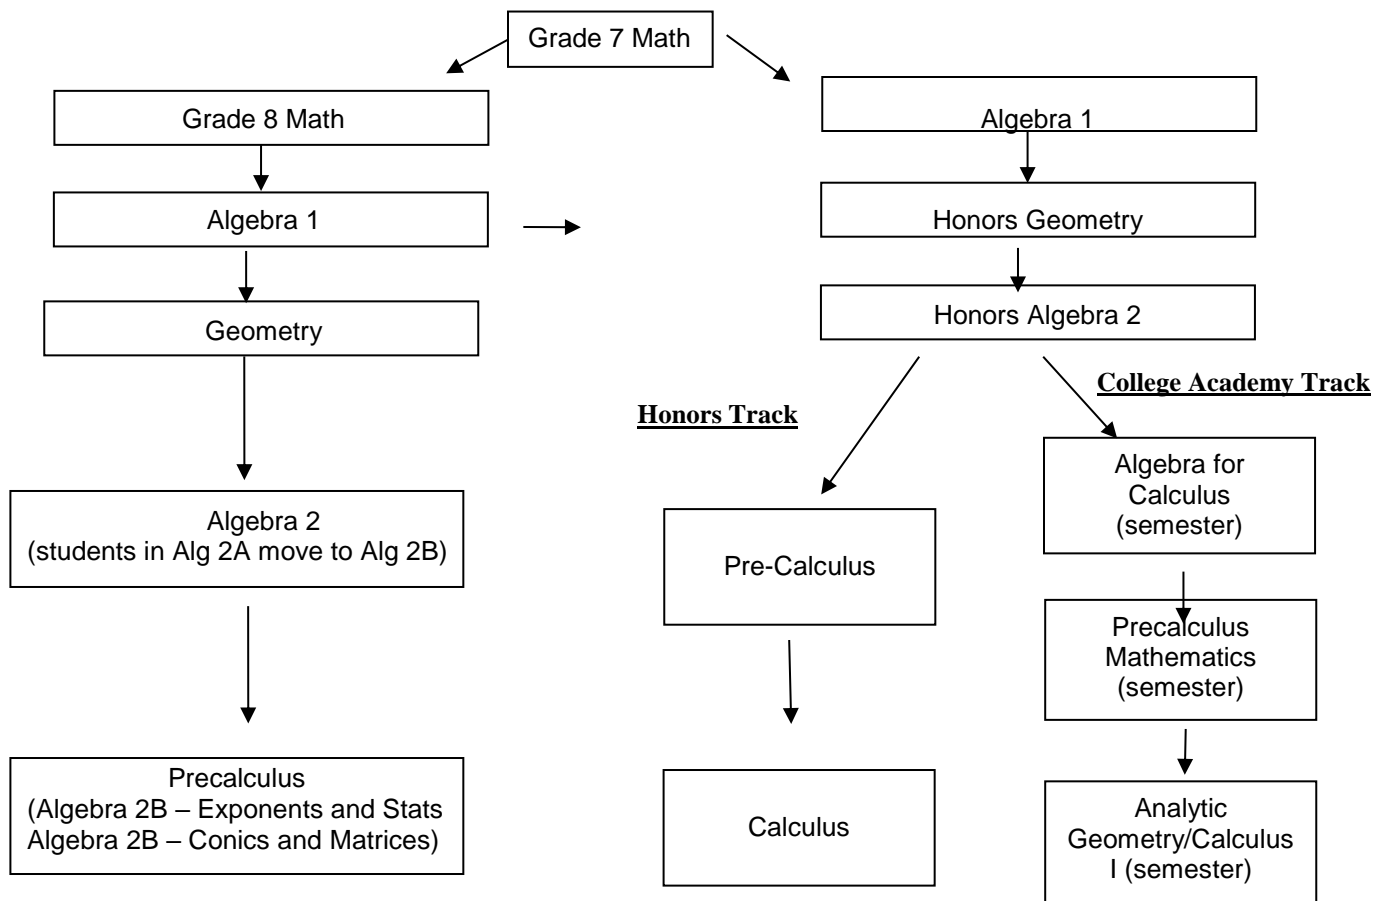 Grade 7 Math
Grade 8 Math
Algebra 1
Algebra 1
Honors Geometry
Geometry
Honors Algebra 2
College Academy Track
Honors Track
Algebra 2
(students in Alg 2A move to Alg 2B)
Pre-Calculus
Algebra for
Calculus
(semester)
Precalculus
Mathematics
(semester)
Precalculus
(Algebra 2B – Exponents and Stats
Algebra 2B – Conics and Matrices)
Calculus
Analytic
Geometry/Calculus
I (semester)